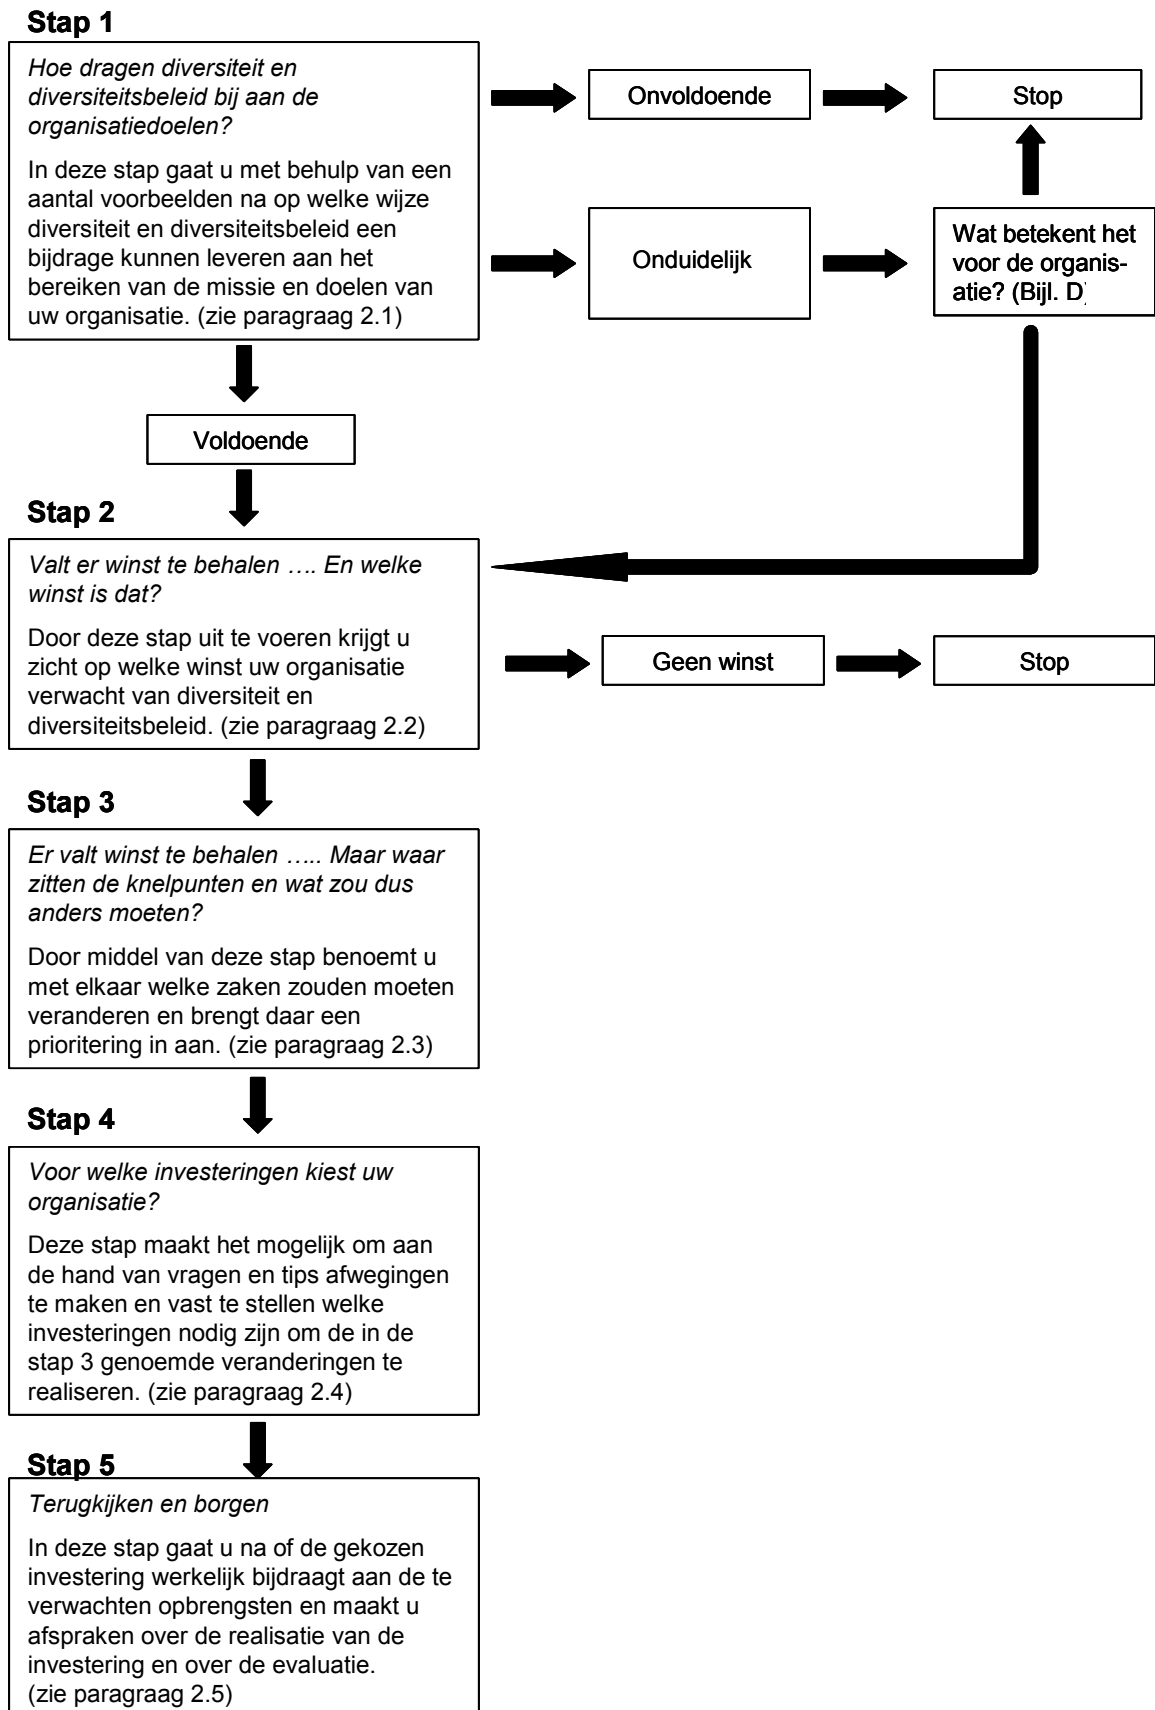 Stap 1
Hoe dragen diversiteit en
diversiteitsbeleid bij aan de
organisatiedoelen?
In deze stap gaat u met behulp van een
aantal voorbeelden na op welke wijze
diversiteit en diversiteitsbeleid een
bijdrage kunnen leveren aan het
bereiken van de missie en doelen van
uw organisatie. (zie paragraag 2.1)
Onvoldoende
Stop
Onduidelijk
Wat betekent het
voor de organis-
atie? (Bijl. D)
Voldoende
Stap 2
Valt er winst te behalen …. En welke
winst is dat?
Door deze stap uit te voeren krijgt u
zicht op welke winst uw organisatie
verwacht van diversiteit en
diversiteitsbeleid. (zie paragraag 2.2)
Geen winst
Stop
Stap 3
Er valt winst te behalen ….. Maar waar
zitten de knelpunten en wat zou dus
anders moeten?
Door middel van deze stap benoemt u
met elkaar welke zaken zouden moeten
veranderen en brengt daar een
prioritering in aan. (zie paragraag 2.3)
Stap 4
Voor welke investeringen kiest uw
organisatie?
Deze stap maakt het mogelijk om aan
de hand van vragen en tips afwegingen
te maken en vast te stellen welke
investeringen nodig zijn om de in de
stap 3 genoemde veranderingen te
realiseren. (zie paragraag 2.4)
Stap 5
Terugkijken en borgen
In deze stap gaat u na of de gekozen
investering werkelijk bijdraagt aan de te
verwachten opbrengsten en maakt u
afspraken over de realisatie van de
investering en over de evaluatie.
(zie paragraag 2.5)